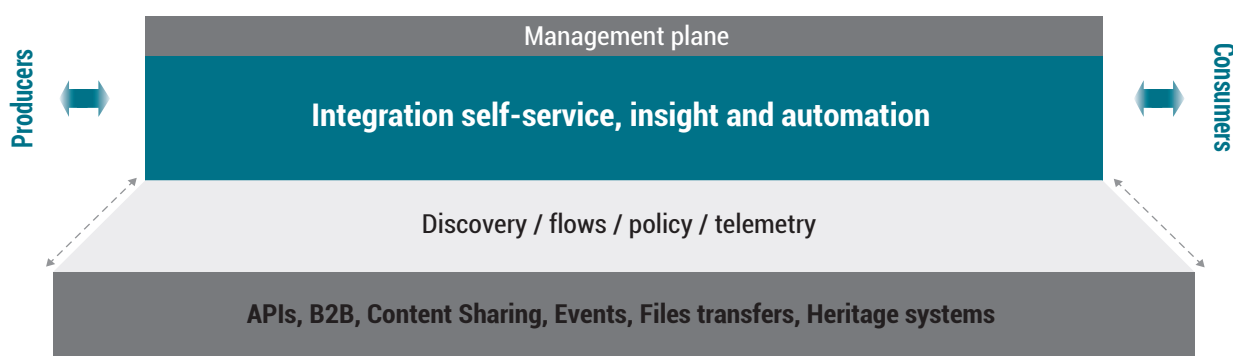 Management plane
Producers
Integration self-service, insight and automation
Consumers
Discovery / flows / policy / telemetry
APIs, B2B, Content Sharing, Events, Files transfers, Heritage systems